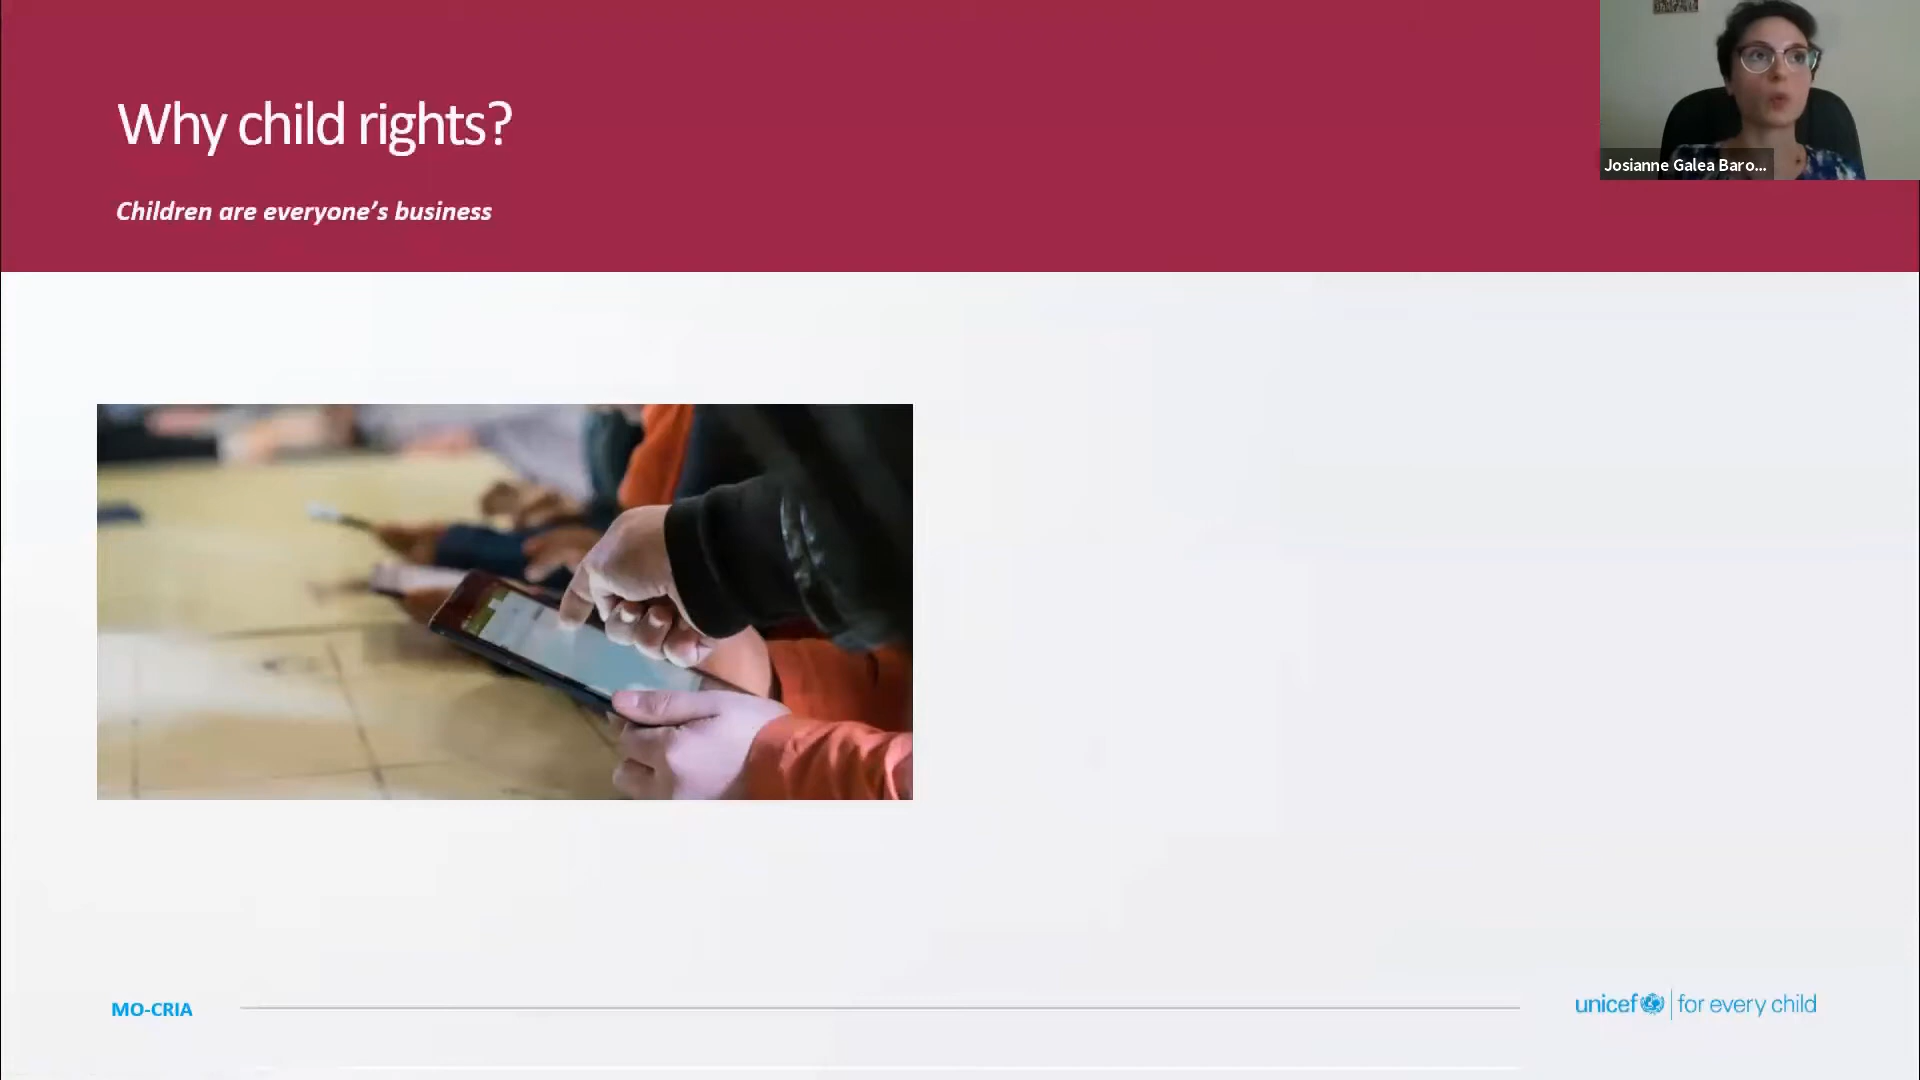 Why child rights?
Children are everyone's business
Josianne Galea Baro...
MO-CRIA
unicef for every child